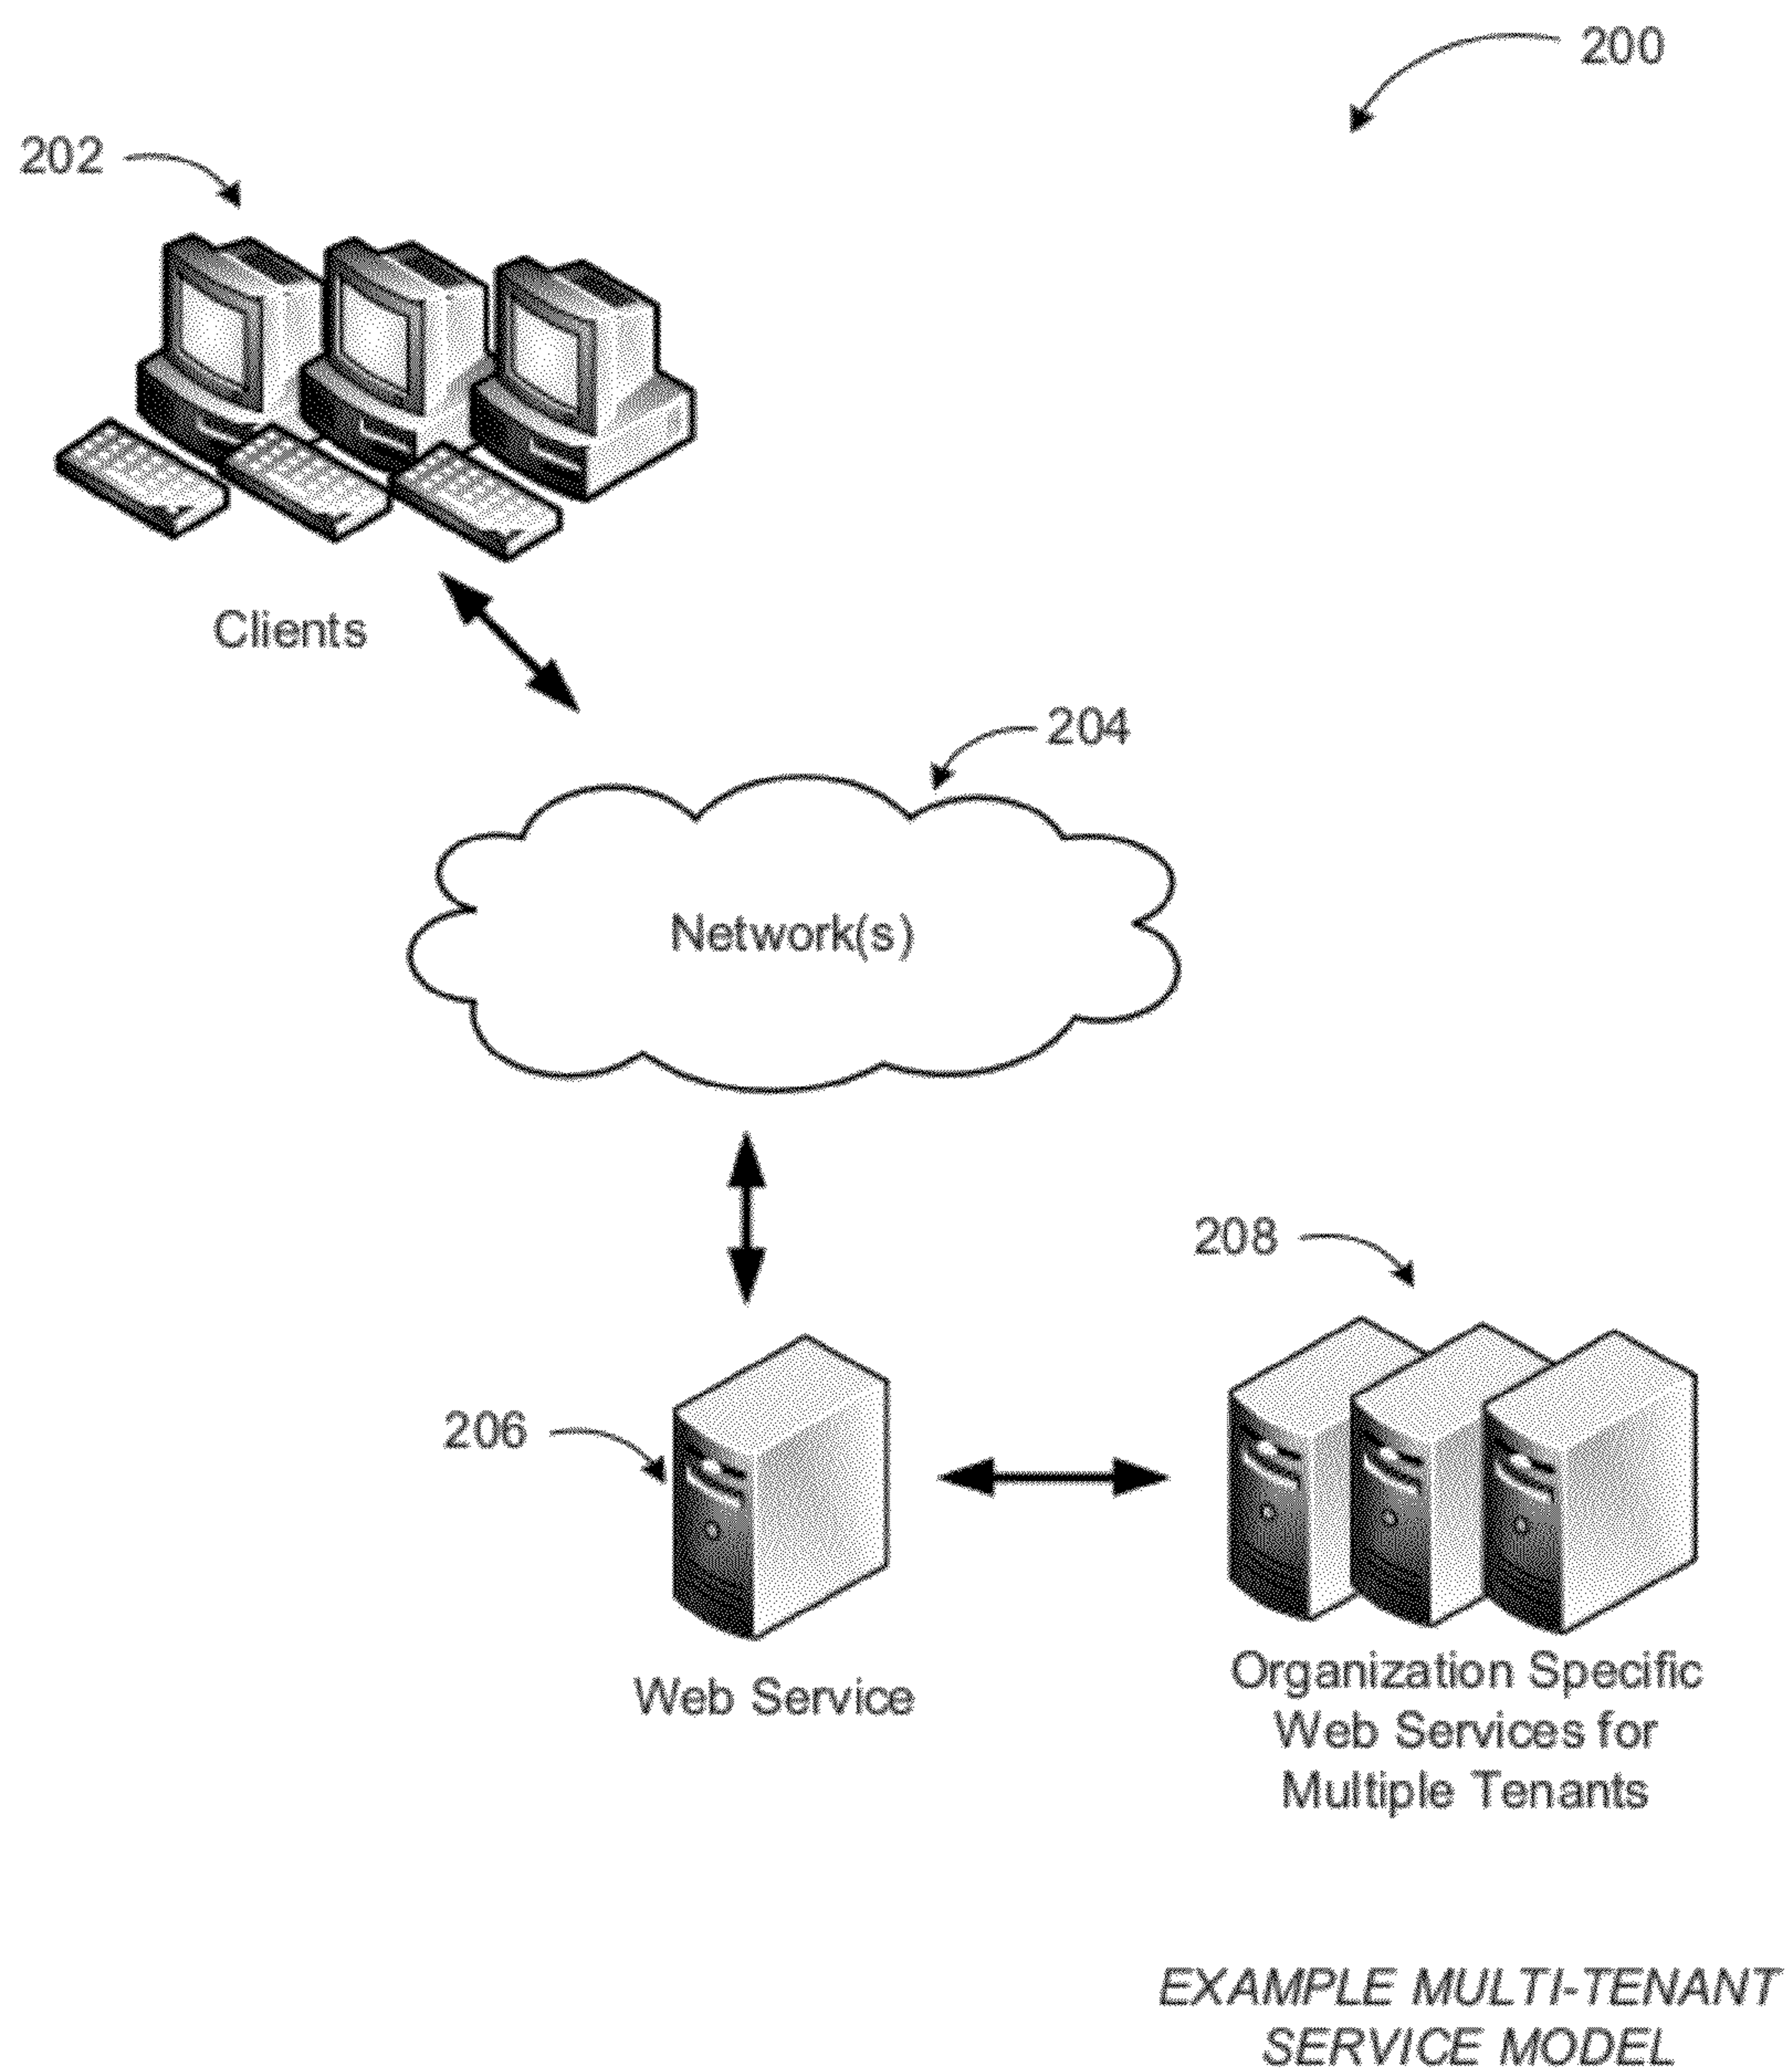 200
202
Clients
204
Network(s)
208
206
Web Service
Organization Specific
Web Services for
Multiple Tenants
EXAMPLE MULTI-TENANT
SERVICE MODEL